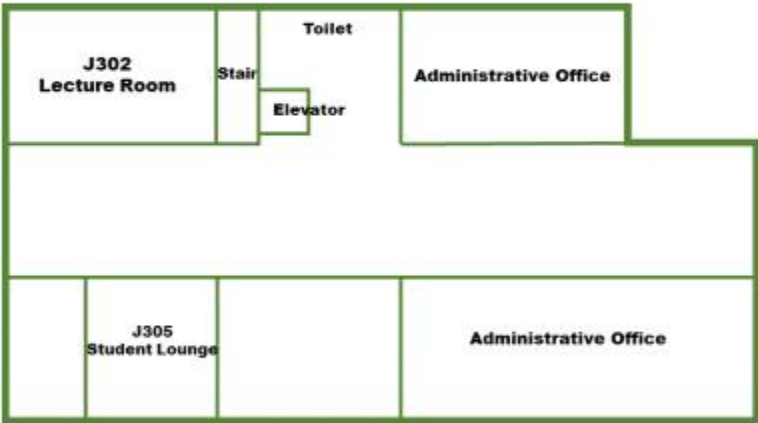 Toilet
J302
Lecture Room
Stair
Administrative Office
Elevator
J305
Student Lounge
Administrative Office